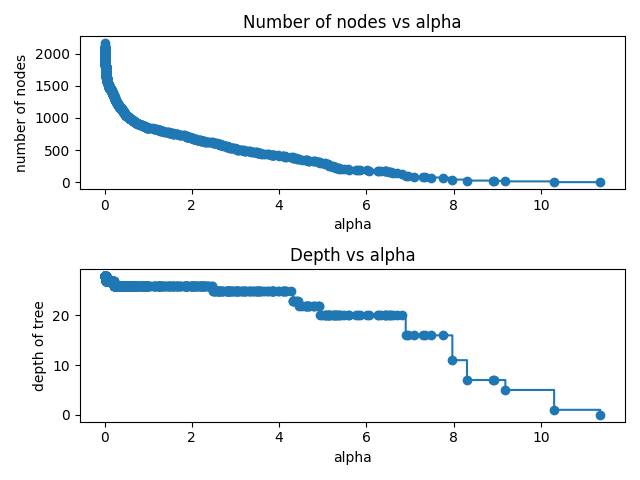 Number of nodes vs alpha
number of nodes
2000
1500
1000
500
0
0 2 4 6 8 10
alpha
Depth vs alpha
depth of tree
20
10
0
0 2 4 6 8 10
alpha